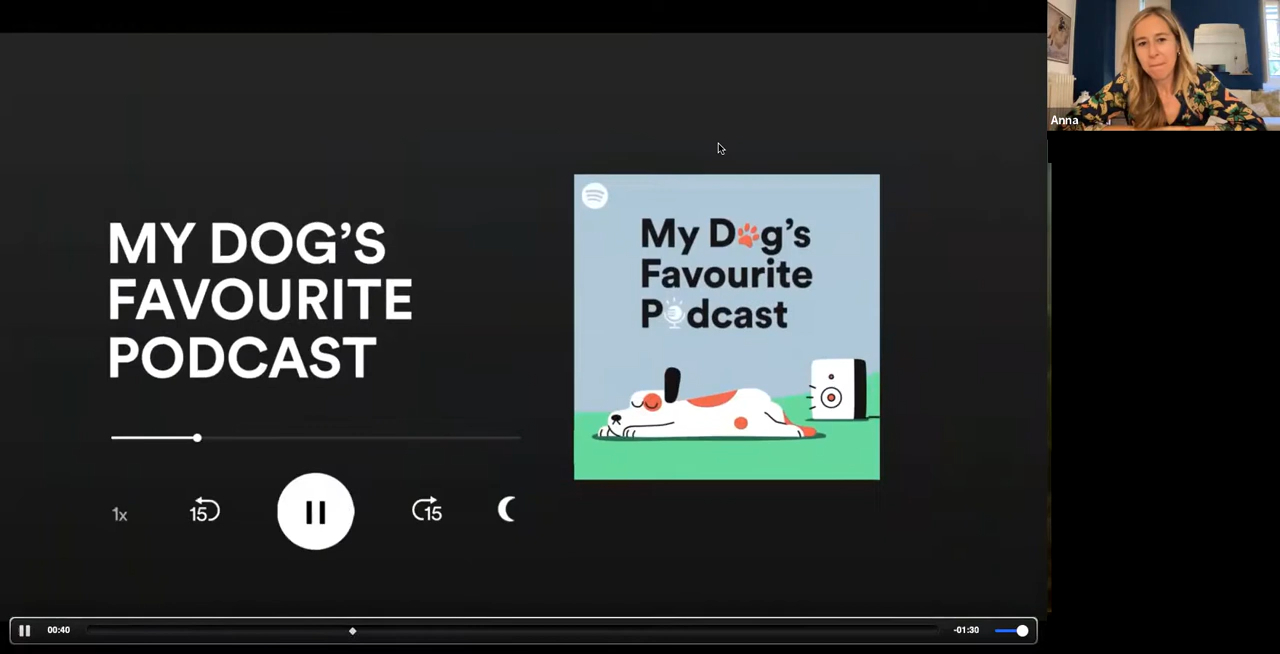 MY DOG’S
FAVOURITE
PODCAST
1x
15
15
My Dog’s
Favourite
Podcast
00:40
-01:30
Anna